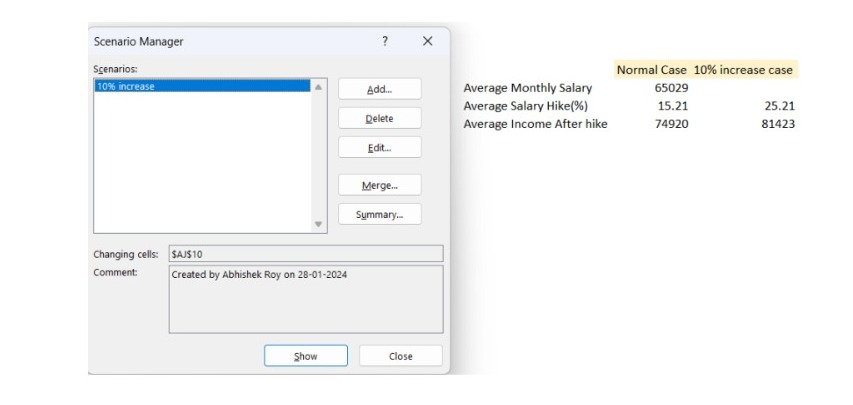 Scenario Manager ? ×
Scenarios:
10% increase
Add...
Delete
Edit...
Merge...
Summary...
Changing cells: $AJ$10
Comment: Created by Abhishek Roy on 28-01-2024
Show Close
Normal Case 10% increase case
Average Monthly Salary 65029
Average Salary Hike(%) 15.21 25.21
Average Income After hike 74920 81423